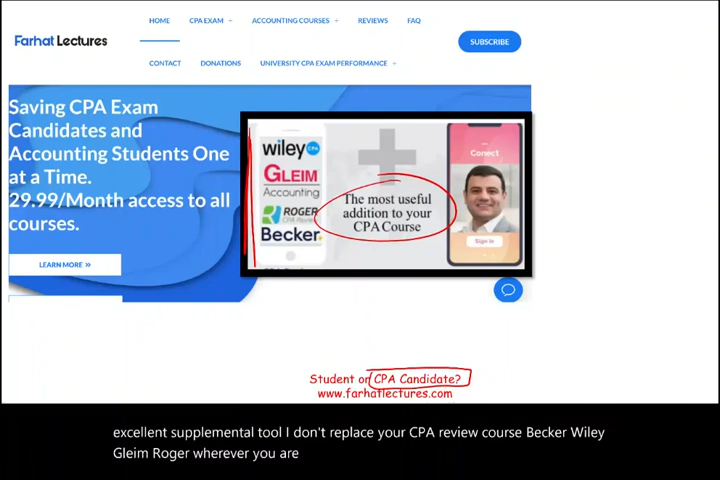 HOME
CPA EXAM
ACCOUNTING COURSES
REVIEWS
FAQ
Farhat Lectures
SUBSCRIBE
CONTACT
DONATIONS
UNIVERSITY CPA EXAM PERFORMANCE
Saving CPA Exam
Candidates and
Accounting Students One
at a Time.
29.99/Month access to all
courses.
LEARN MORE »
wiley CPA
GLEIM
Accounting
ROGER
CPA Review
Becker.
The most useful
addition to your
CPA Course
Conect
Sign in
Student or CPA Candidate?
www.farhatlectures.com
excellent supplemental tool I don't replace your CPA review course Becker Wiley
Gleim Roger wherever you are